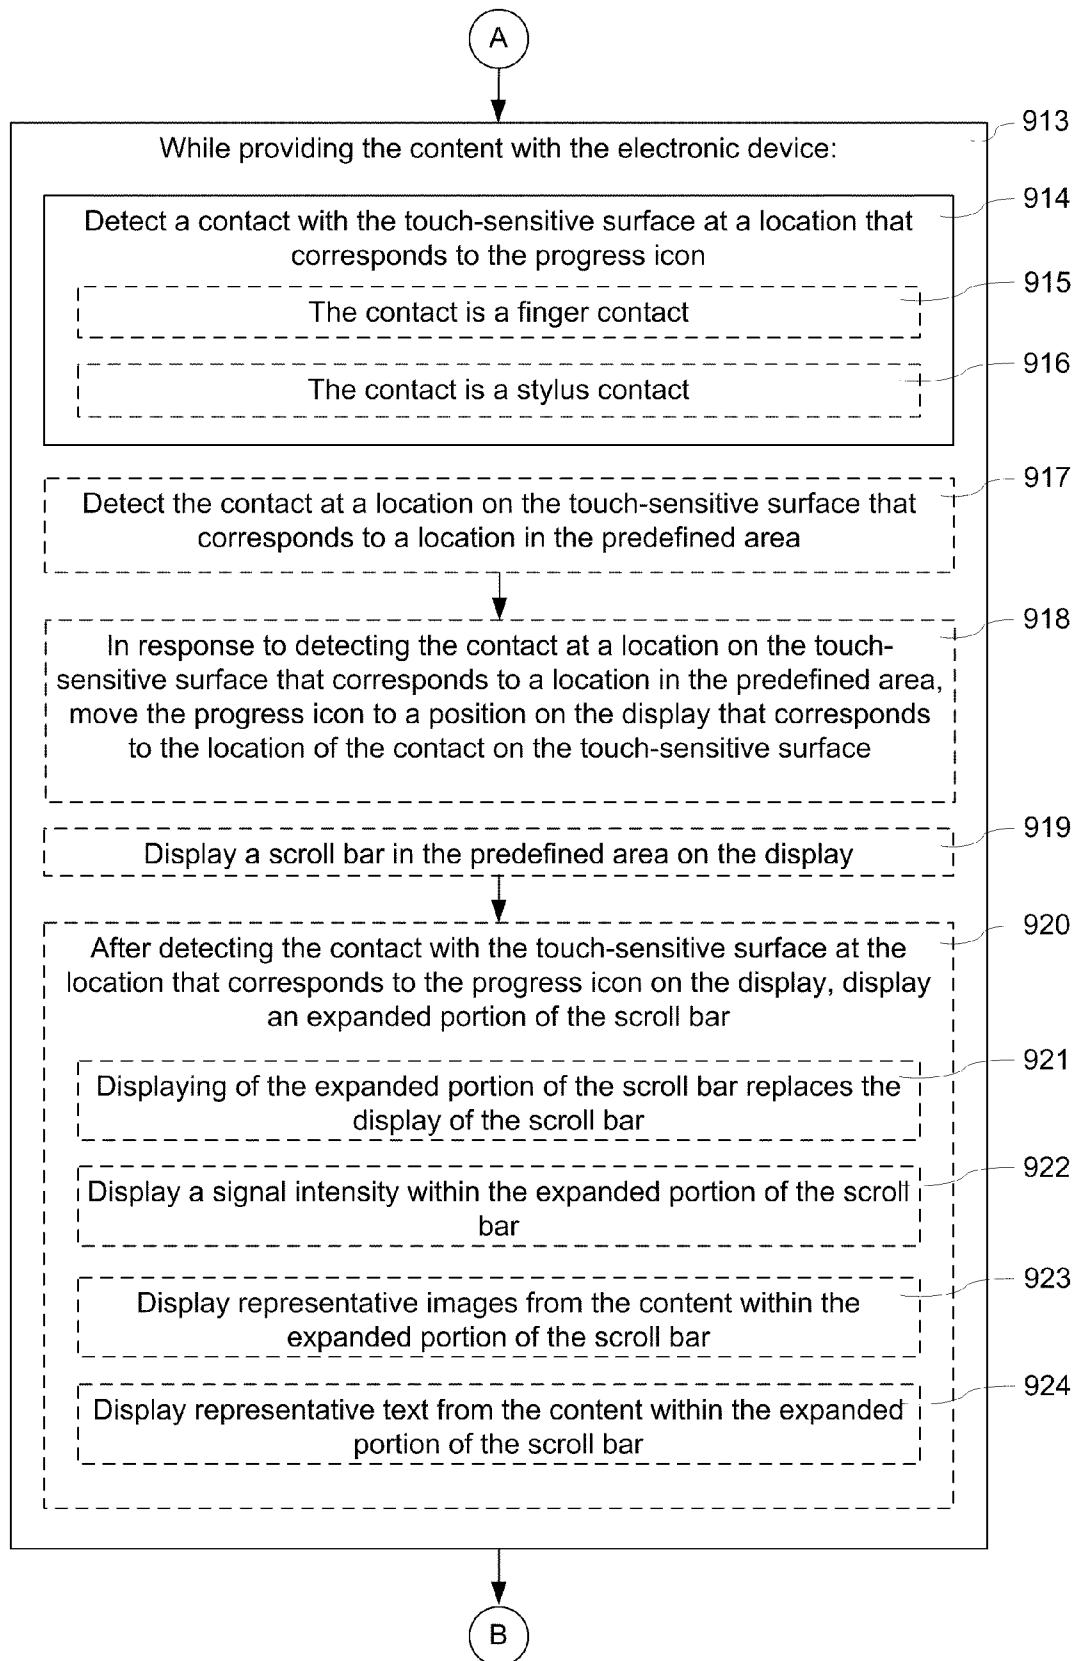 A
913
While providing the content with the electronic device:
914
Detect a contact with the touch-sensitive surface at a location that
corresponds to the progress icon
915
The contact is a finger contact
916
The contact is a stylus contact
917
Detect the contact at a location on the touch-sensitive surface that
corresponds to a location in the predefined area
918
In response to detecting the contact at a location on the touch-
sensitive surface that corresponds to a location in the predefined area,
move the progress icon to a position on the display that corresponds
to the location of the contact on the touch-sensitive surface
919
Display a scroll bar in the predefined area on the display
920
After detecting the contact with the touch-sensitive surface at the
location that corresponds to the progress icon on the display, display
an expanded portion of the scroll bar
921
Displaying of the expanded portion of the scroll bar replaces the
display of the scroll bar
922
Display a signal intensity within the expanded portion of the scroll
bar
923
Display representative images from the content within the
expanded portion of the scroll bar
924
Display representative text from the content within the expanded
portion of the scroll bar
B